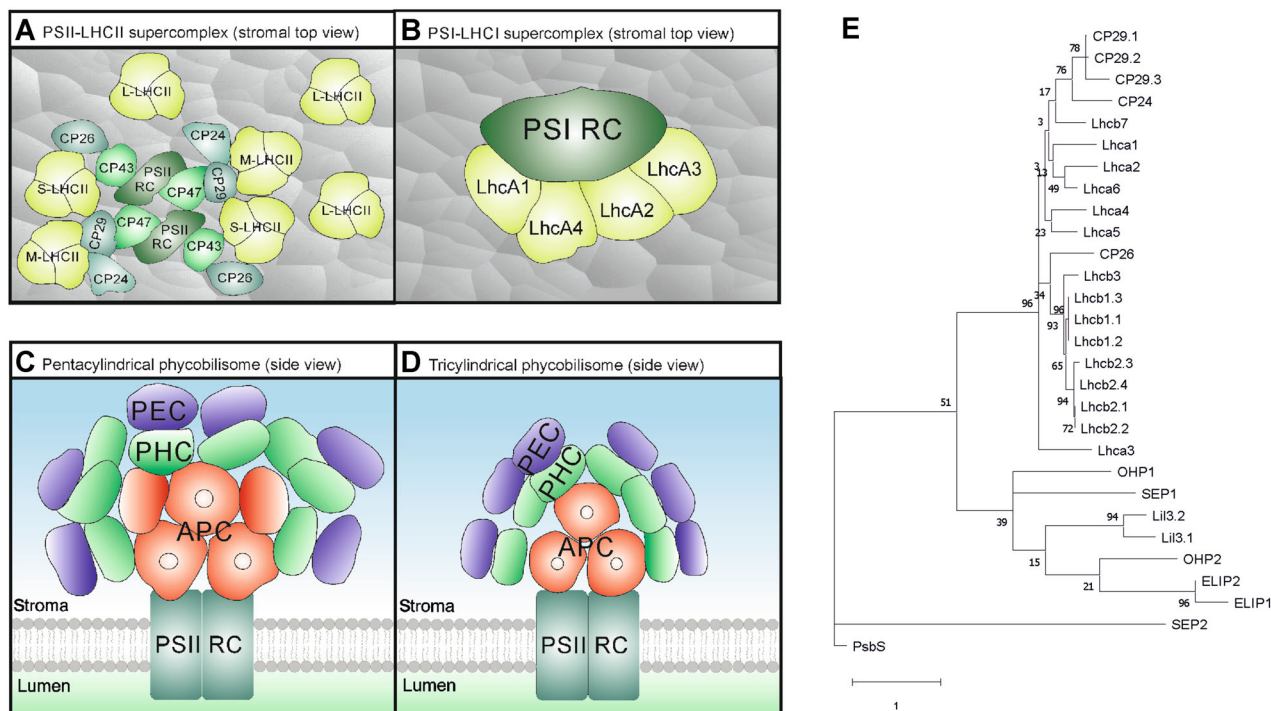 A PSII-LHCII supercomplex (stromal top view)
L-LHCII
L-LHCII
CP26
CP24
CP43
PSII
RC
M-LHCII
S-LHCII
CP47
CP29
L-LHCII
CP29
CP47
PSII
RC
S-LHCII
CP43
M-LHCII
CP24
CP26
B PSI-LHCI supercomplex (stromal top view)
PSI RC
LhcA1
LhcA4
LhcA2
LhcA3
C Pentacylindrical phycobilisome (side view)
PEC
PHC
APC
Stroma
PSII RC
Lumen
D Tricylindrical phycobilisome (side view)
PEC
PHC
APC
Stroma
PSII RC
Lumen
E
CP29.1
78
CP29.2
76
CP29.3
17
CP24
3
Lhcb7
Lhca1
3
13
Lhca2
49
Lhca6
Lhca4
23
Lhca5
CP26
34
Lhcb3
96
96
Lhcb1.3
93
Lhcb1.1
Lhcb1.2
65
Lhcb2.3
Lhcb2.4
94
Lhcb2.1
72
Lhcb2.2
51
Lhca3
OHP1
SEP1
39
94
Lil3.2
Lil3.1
15
OHP2
21
ELIP2
96
ELIP1
SEP2
PsbS
1